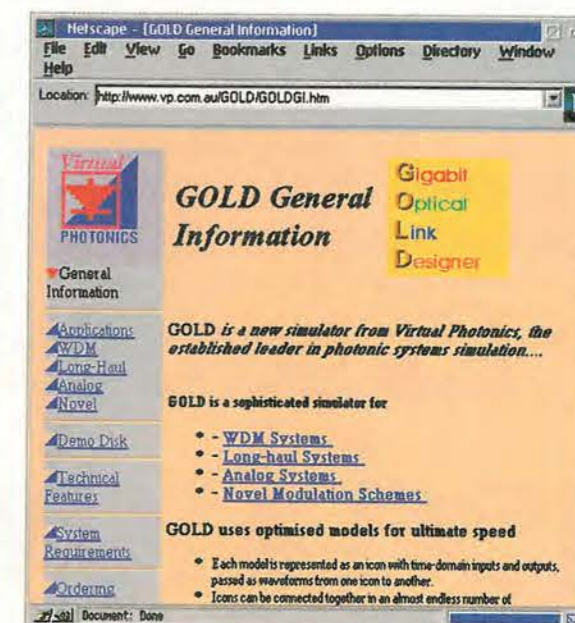 Netscape - [GOLD General Information]
File Edit View Go Bookmarks Links Options Directory Window
Help
Location: http://www.vp.com.au/GOLD/GOLDGI.htm
Virtual
PHOTONICS
General
Information
Applications
WDM
Long-Haul
Analog
Novel
Demo Disk
Technical
Features
System
Requirements
Ordering
GOLD General
Information
Gigabit
Optical
Link
Designer
GOLD is a new simulator from Virtual Photonics, the
established leader in photonic systems simulation....
GOLD is a sophisticated simulator for
- WDM Systems
- Long-haul Systems
- Analog Systems
- Novel Modulation Schemes
GOLD uses optimised models for ultimate speed
Each model is represented as an icon with time-domain inputs and outputs,
passed as waveforms from one icon to another.
Icons can be connected together in an almost endless number of
Document: Done